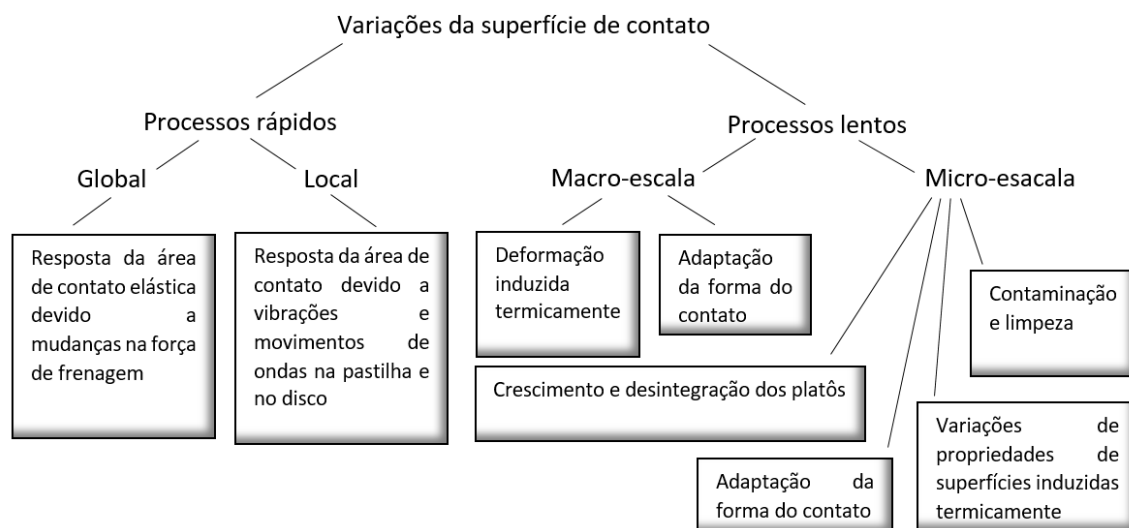 Variações da superfície de contato
Processos rápidos
Processos lentos
Global
Local
Macro-escala
Micro-esacala
Resposta da área
de contato elástica
devido a
mudanças na força
de frenagem
Resposta da área de
contato devido a
vibrações e
movimentos de
ondas na pastilha e
no disco
Deformação
induzida
termicamente
Adaptação
da forma do
contato
Contaminação
e limpeza
Crescimento e desintegração dos platôs
Adaptação da
forma do contato
Variações de
propriedades de
superfícies induzidas
termicamente